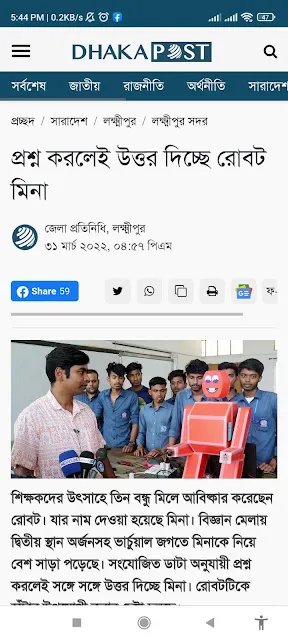 5:44 PM | 0.2KB/s
47
DHAKA POST
সর্বশেষ জাতীয় রাজনীতি অর্থনীতি সারাদেশ
প্রচ্ছদ / সারাদেশ / লক্ষ্মীপুর / লক্ষ্মীপুর সদর
প্রশ্ন করলেই উত্তর দিচ্ছে রোবট
মিনা
জেলা প্রতিনিধি, লক্ষ্মীপুর
৩১ মার্চ ২০২২, ০৪:৫৭ পিএম
Share 59
ফ-
শিক্ষকদের উৎসাহে তিন বন্ধু মিলে আবিষ্কার করেছেন
রোবট। যার নাম দেওয়া হয়েছে মিনা। বিজ্ঞান মেলায়
দ্বিতীয় স্থান অর্জনসহ ভার্চুয়াল জগতে মিনাকে নিয়ে
বেশ সাড়া পড়েছে। সংযোজিত ডাটা অনুযায়ী প্রশ্ন
করলেই সঙ্গে সঙ্গে উত্তর দিচ্ছে মিনা। রোবটটিকে